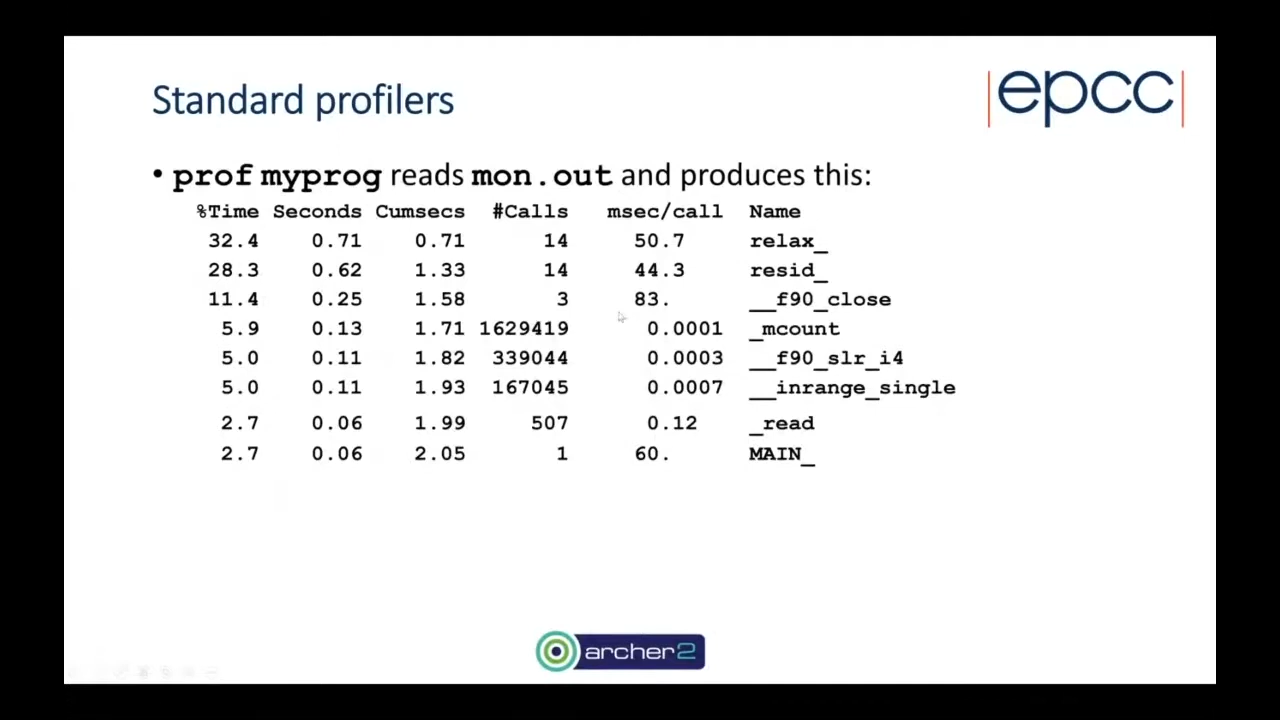 Standard profilers
epcc
• prof myprog reads mon.out and produces this:
%Time Seconds Cumsecs #Calls msec/call Name
32.4 0.71 0.71 14 50.7 relax_
28.3 0.62 1.33 14 44.3 resid_
11.4 0.25 1.58 3 83. __f90_close
5.9 0.13 1.71 1629419 0.0001 _mcount
5.0 0.11 1.82 339044 0.0003 __f90_slr_i4
5.0 0.11 1.93 167045 0.0007 __inrange_single
2.7 0.06 1.99 507 0.12 _read
2.7 0.06 2.05 1 60. MAIN_
archer2